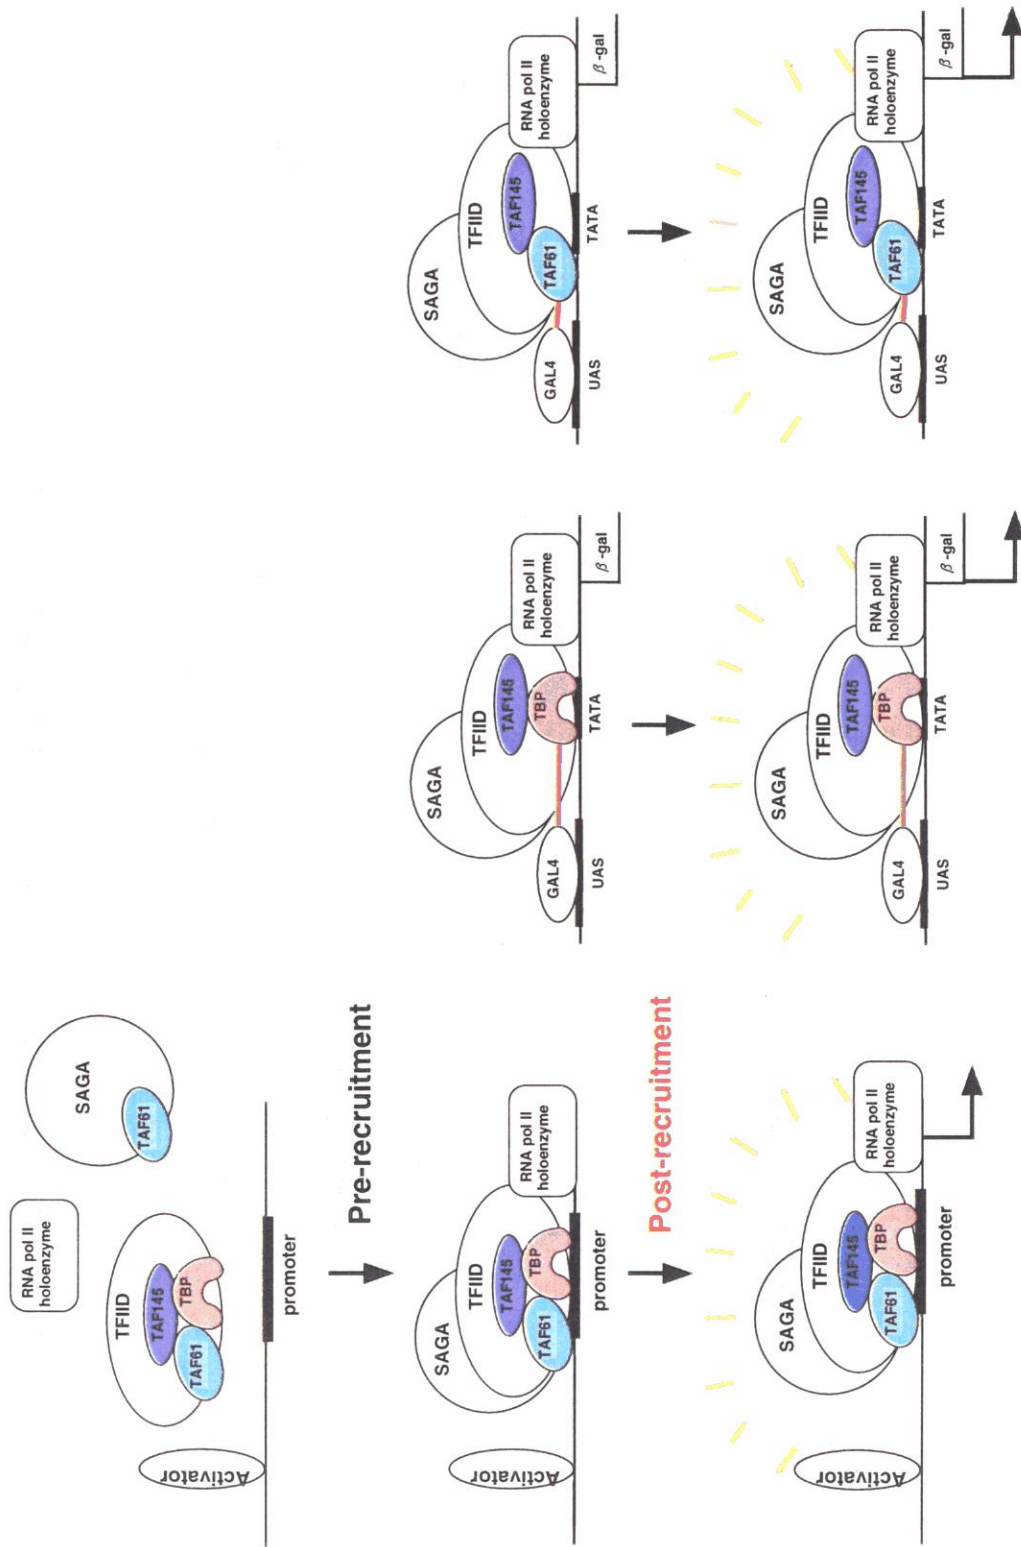 RNA pol II
holoenzyme
SAGA
TFIID
TAF61
TAF145
TBP
TAF61
Activator
promoter
Pre-recruitment
SAGA
TFIID
TAF145
RNA pol II
holoenzyme
TAF61
TBP
Activator
promoter
Post-recruitment
SAGA
TFIID
TAF145
RNA pol II
holoenzyme
TAF61
TBP
Activator
promoter
SAGA
TFIID
TAF145
RNA pol II
holoenzyme
GAL4
TBP
UAS
TATA
β-gal
SAGA
TFIID
TAF145
RNA pol II
holoenzyme
GAL4
TBP
UAS
TATA
β-gal
SAGA
TFIID
TAF145
RNA pol II
holoenzyme
GAL4
TAF61
UAS
TATA
β-gal
SAGA
TFIID
TAF145
RNA pol II
holoenzyme
GAL4
TAF61
UAS
TATA
β-gal